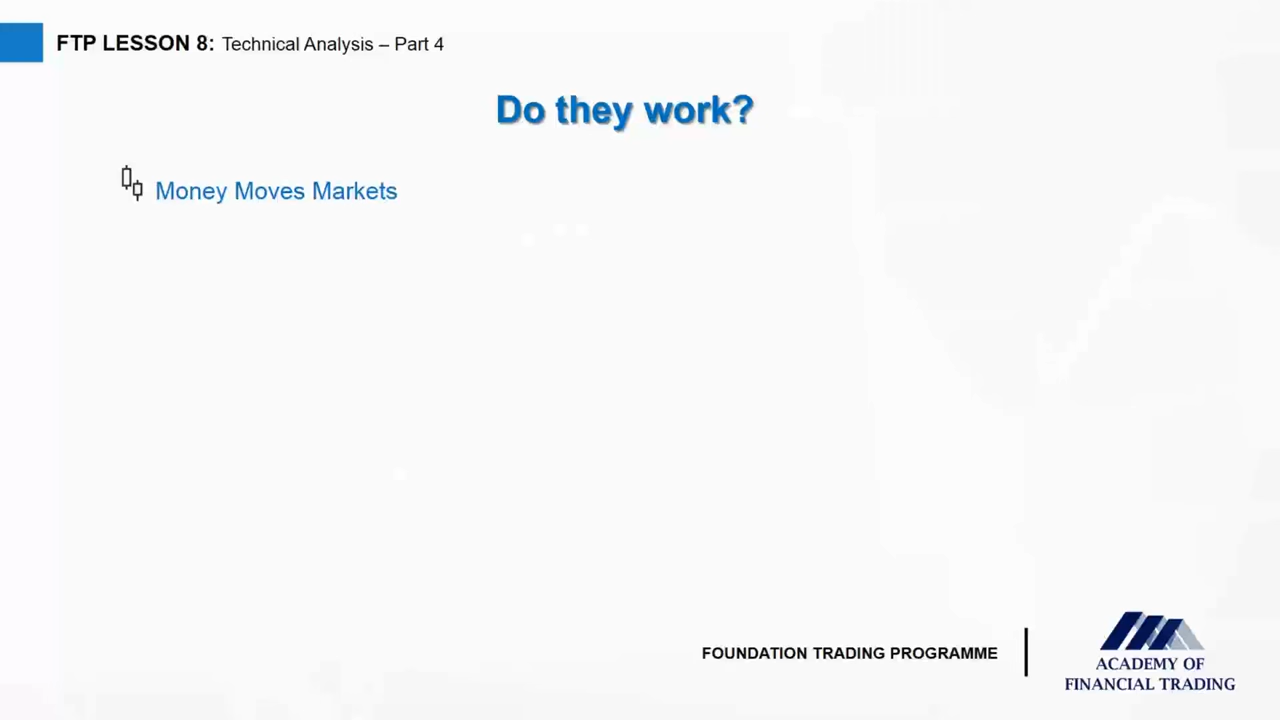 FTP LESSON 8: Technical Analysis – Part 4
Do they work?
Money Moves Markets
FOUNDATION TRADING PROGRAMME
ACADEMY OF
FINANCIAL TRADING